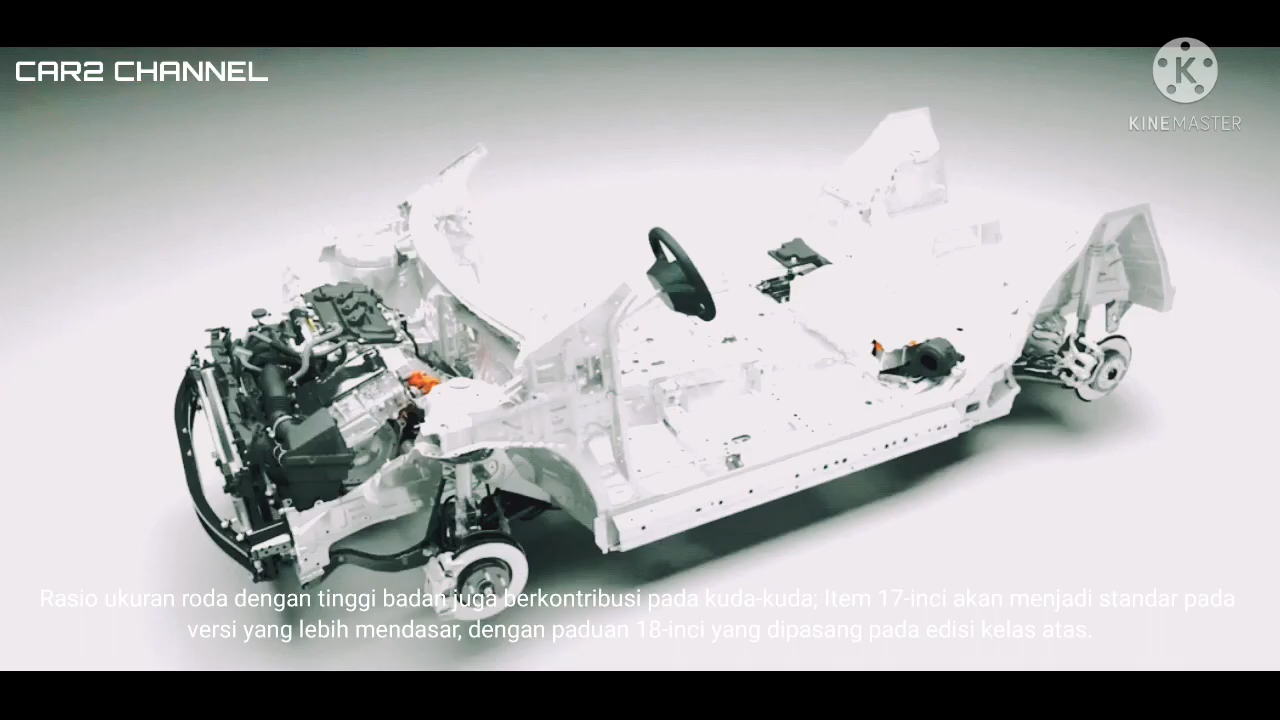 CAR2 CHANNEL
K
KINEMASTER
Rasio ukuran roda dengan tinggi badan juga berkontribusi pada kuda-kuda; Item 17-inci akan menjadi standar pada
versi yang lebih mendasar, dengan paduan 18-inci yang dipasang pada edisi kelas atas.